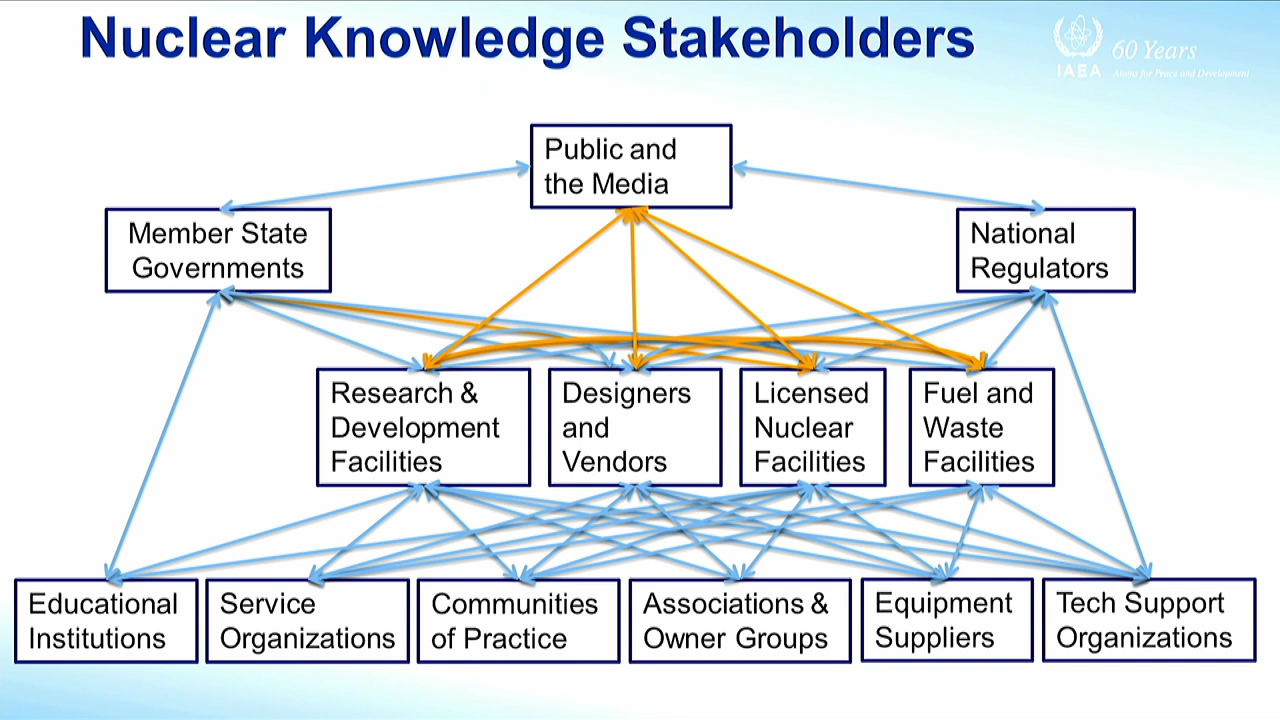 Nuclear Knowledge Stakeholders
IAEA
60 Years
Atoms for Peace and Development
Public and
the Media
Member State
Governments
National
Regulators
Research &
Development
Facilities
Designers
and
Vendors
Licensed
Nuclear
Facilities
Fuel and
Waste
Facilities
Educational
Institutions
Service
Organizations
Communities
of Practice
Associations &
Owner Groups
Equipment
Suppliers
Tech Support
Organizations